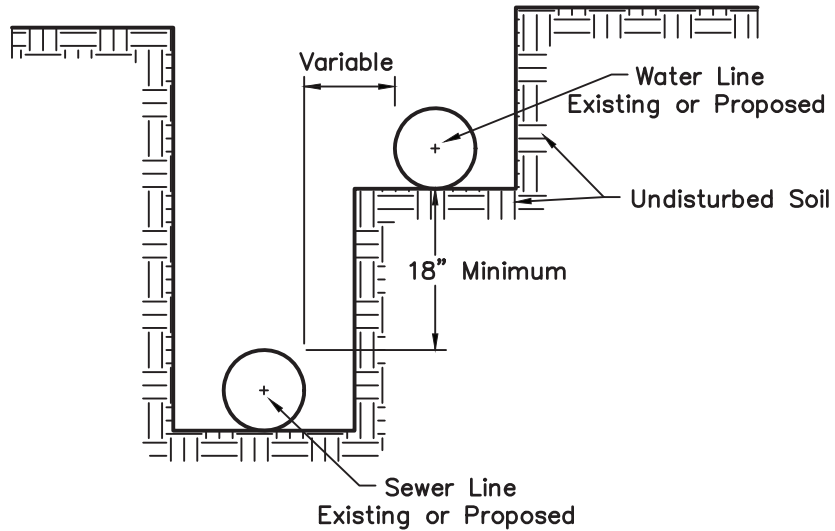 Variable
Water Line
Existing or Proposed
Undisturbed Soil
18" Minimum
Sewer Line
Existing or Proposed